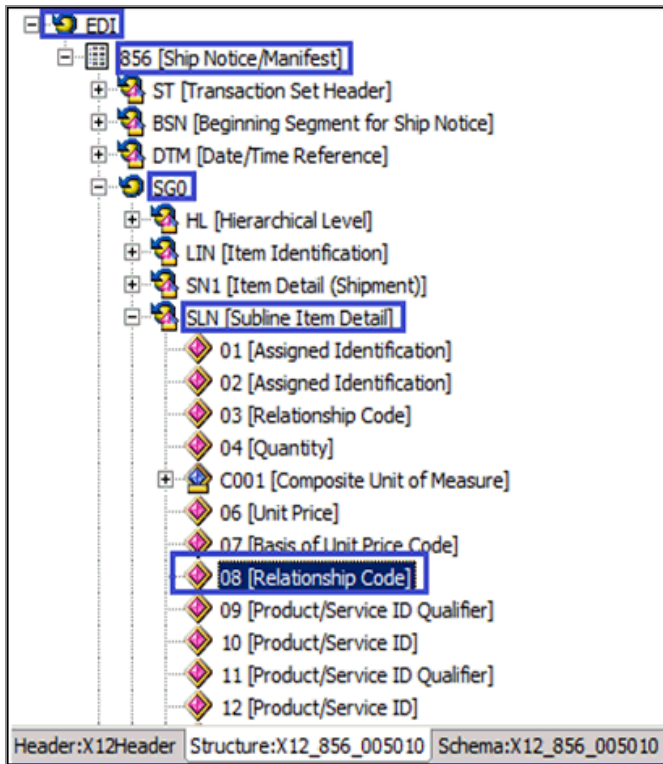 EDI
856 [Ship Notice/Manifest]
ST [Transaction Set Header]
BSN [Beginning Segment for Ship Notice]
DTM [Date/Time Reference]
SG0
HL [Hierarchical Level]
LIN [Item Identification]
SN1 [Item Detail (Shipment)]
SLN [Subline Item Detail]
01 [Assigned Identification]
02 [Assigned Identification]
03 [Relationship Code]
04 [Quantity]
C001 [Composite Unit of Measure]
06 [Unit Price]
07 [Basis of Unit Price Code]
08 [Relationship Code]
09 [Product/Service ID Qualifier]
10 [Product/Service ID]
11 [Product/Service ID Qualifier]
12 [Product/Service ID]
Header:X12Header Structure:X12_856_005010 Schema:X12_856_005010